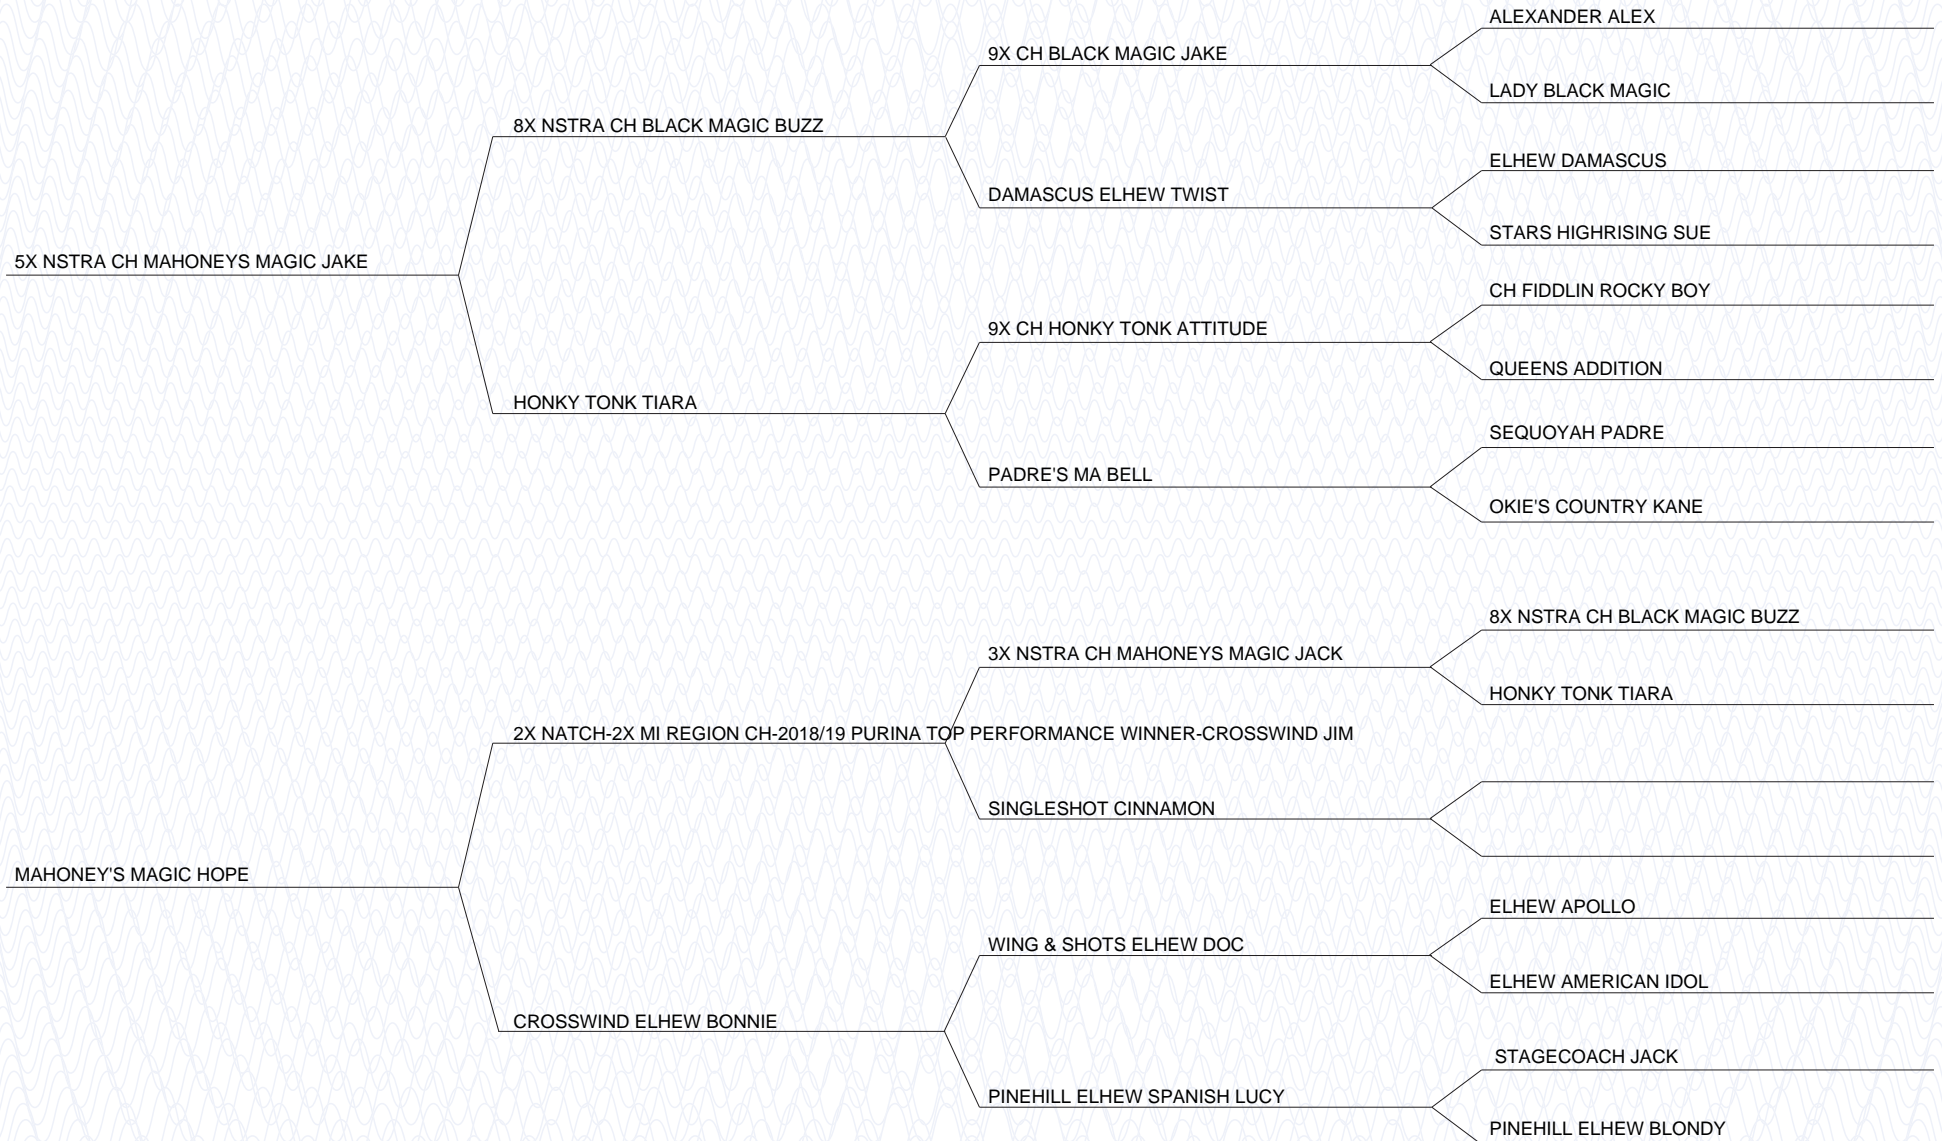 ALEXANDER ALEX
9X CH BLACK MAGIC JAKE
LADY BLACK MAGIC
8X NSTRA CH BLACK MAGIC BUZZ
ELHEW DAMASCUS
DAMASCUS ELHEW TWIST
STARS HIGHRISING SUE
5X NSTRA CH MAHONEYS MAGIC JAKE
CH FIDDLIN ROCKY BOY
9X CH HONKY TONK ATTITUDE
QUEENS ADDITION
HONKY TONK TIARA
SEQUOYAH PADRE
PADRE'S MA BELL
OKIE'S COUNTRY KANE
8X NSTRA CH BLACK MAGIC BUZZ
3X NSTRA CH MAHONEYS MAGIC JACK
HONKY TONK TIARA
2X NATCH-2X MI REGION CH-2018/19 PURINA TOP PERFORMANCE WINNER-CROSSWIND JIM
SINGLESHOT CINNAMON
MAHONEY'S MAGIC HOPE
ELHEW APOLLO
WING & SHOTS ELHEW DOC
ELHEW AMERICAN IDOL
CROSSWIND ELHEW BONNIE
STAGECOACH JACK
PINEHILL ELHEW SPANISH LUCY
PINEHILL ELHEW BLONDY